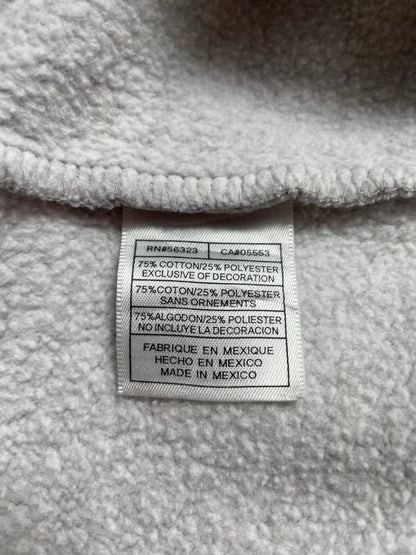 RN#56323 CA#05553
75% COTTON/25% POLYESTER
EXCLUSIVE OF DECORATION
75% COTON/25% POLYESTER
SANS ORNEMENTS
75% ALGODON/25% POLIESTER
NO INCLUYE LA DECORACION
FABRIQUE EN MEXIQUE
HECHO EN MEXICO
MADE IN MEXICO